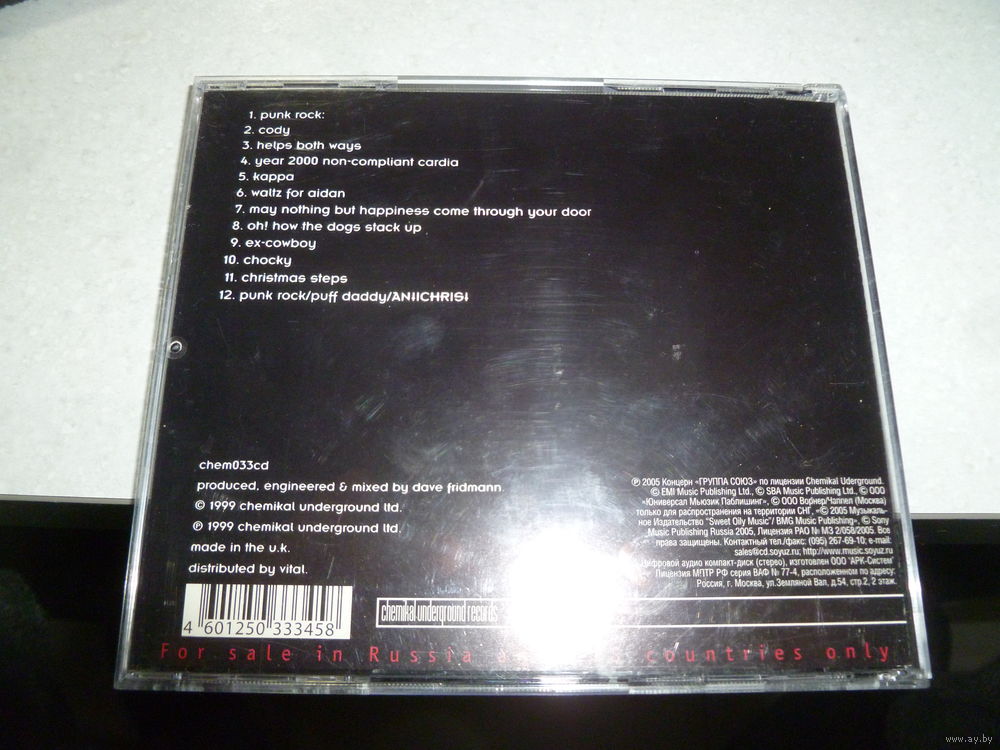 1. punk rock:
2. cody
3. helps both ways
4. year 2000 non-compliant cardia
5. kappa
6. waltz for aidan
7. may nothing but happiness come through your door
8. oh! how the dogs stack up
9. ex-cowboy
10. chocky
11. christmas steps
12. punk rock/puff daddy/ANTICHRIST
chem033cd
produced, engineered & mixed by dave fridmann
© 1999 chemikal underground ltd.
℗ 1999 chemikal underground ltd.
made in the u.k.
distributed by vital.
4 601250 333458
℗ 2005 Концерн «ГРУППА СОЮЗ» по лицензии Chemikal Uderground.
© EMI Music Publishing Ltd., © SBA Music Publishing Ltd., © ООО
«Юниверсал Мьюзик Паблишинг», © ООО Ворнер/Чаппел (Москва)
только для распространения на территории СНГ, «© 2005 Музыкаль-
ное Издательство "Sweet Oily Music"/ BMG Music Publishing», © Sony
Music Publishing Russia 2005, Лицензия РАО № МЗ 2/058/2005. Все
права защищены. Контактный тел./факс: (095) 267-69-10; e-mail:
sales@cd.soyuz.ru; http://www.music.soyuz.ru
Цифровой аудио компакт-диск (стерео), изготовлен ООО "АРК-Систем"
Лицензия МПТР РФ серия ВАФ № 77-4, расположенном по адресу:
Россия, г. Москва, ул.Земляной Вал, д.54, стр.2, 2 этаж.
chemikal underground records
For sale in Russia countries only
www.ay.by